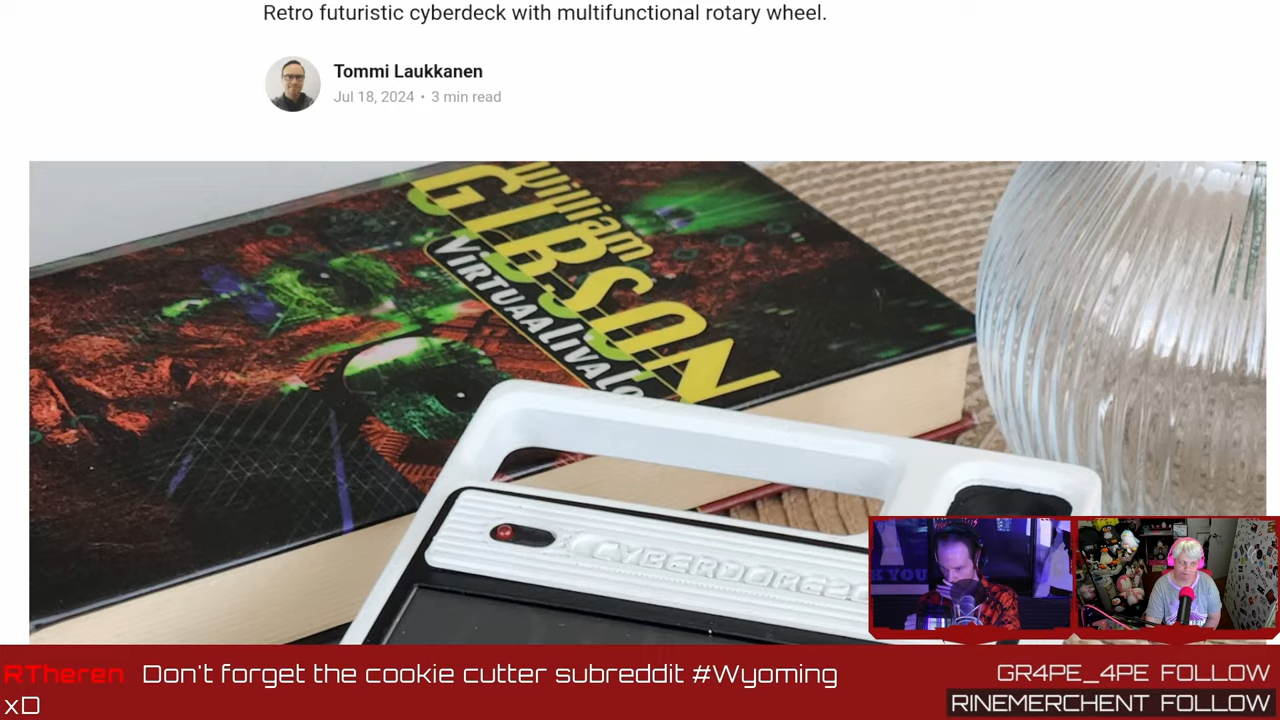 Retro futuristic cyberdeck with multifunctional rotary wheel.
Tommi Laukkanen
Jul 18, 2024 • 3 min read
William
GIBSON
K YOU
RTheren Don't forget the cookie cutter subreddit #Wyoming
xD
GR4PE_4PE FOLLOW
RINEMERCHENT FOLLOW